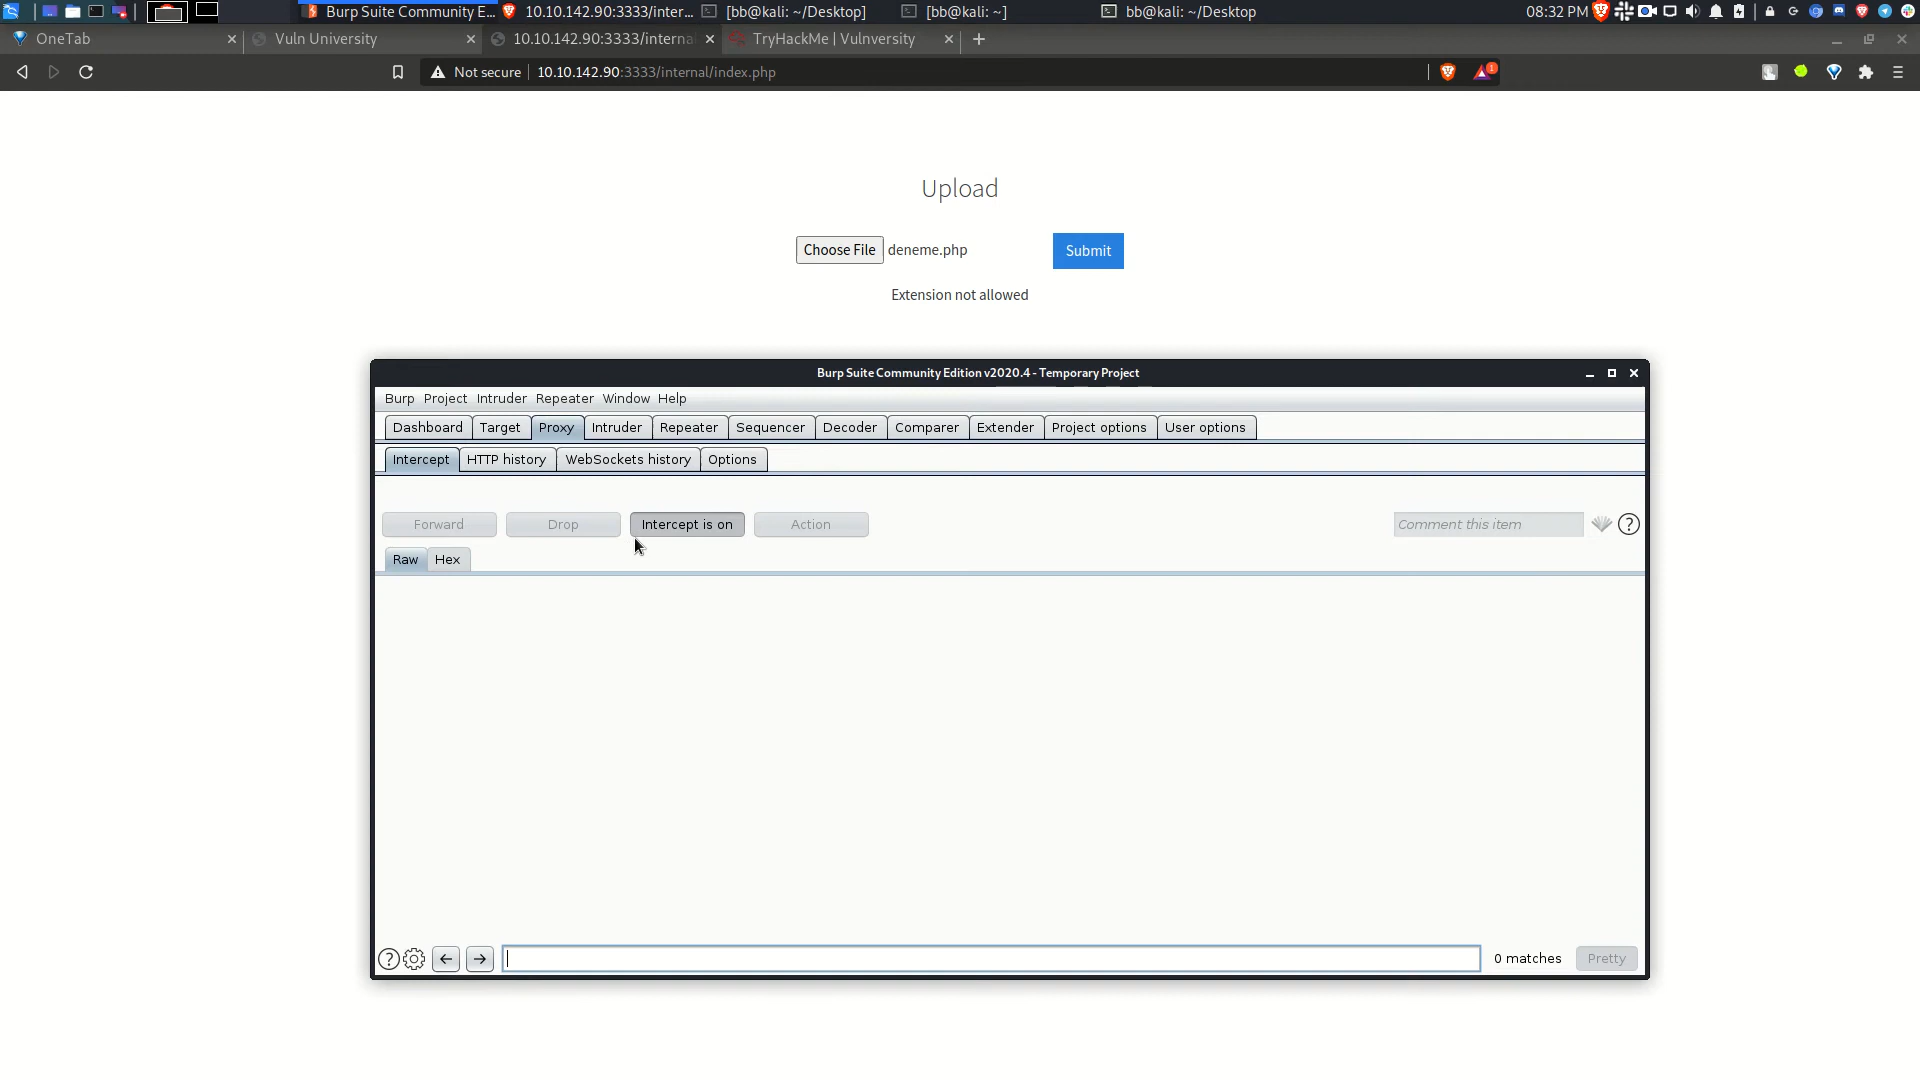 Burp Suite Community E... 10.10.142.90:3333/inter... [bb@kali: ~/Desktop] [bb@kali: ~] bb@kali: ~/Desktop 08:32 PM
OneTab Vuln University 10.10.142.90:3333/interna TryHackMe | Vulnversity
Not secure 10.10.142.90:3333/internal/index.php 1
Upload
Choose File deneme.php Submit
Extension not allowed
Burp Suite Community Edition v2020.4 - Temporary Project
Burp Project Intruder Repeater Window Help
Dashboard Target Proxy Intruder Repeater Sequencer Decoder Comparer Extender Project options User options
Intercept HTTP history WebSockets history Options
Forward Drop Intercept is on Action Comment this item ?
Raw Hex
? 0 matches Pretty